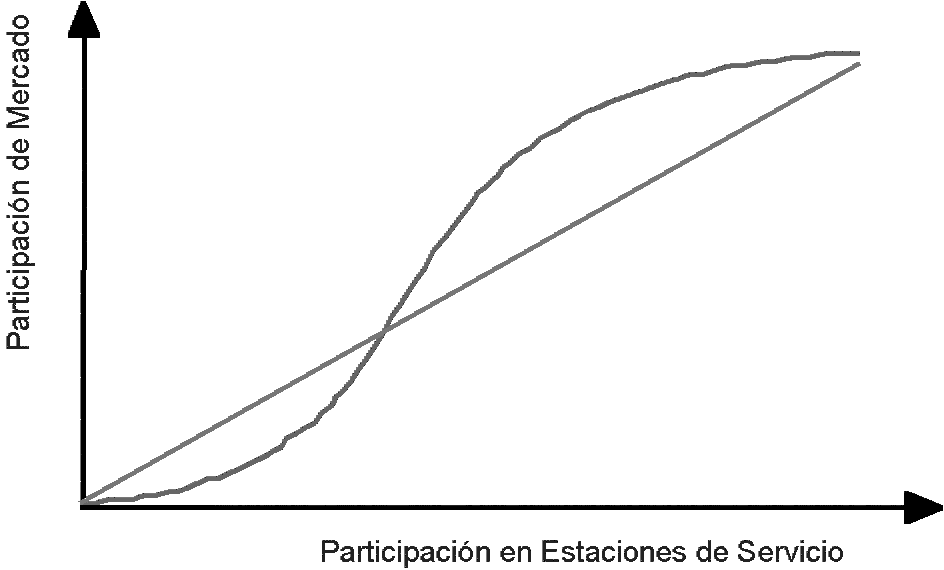 Participación de Mercado
Participación en Estaciones de Servicio